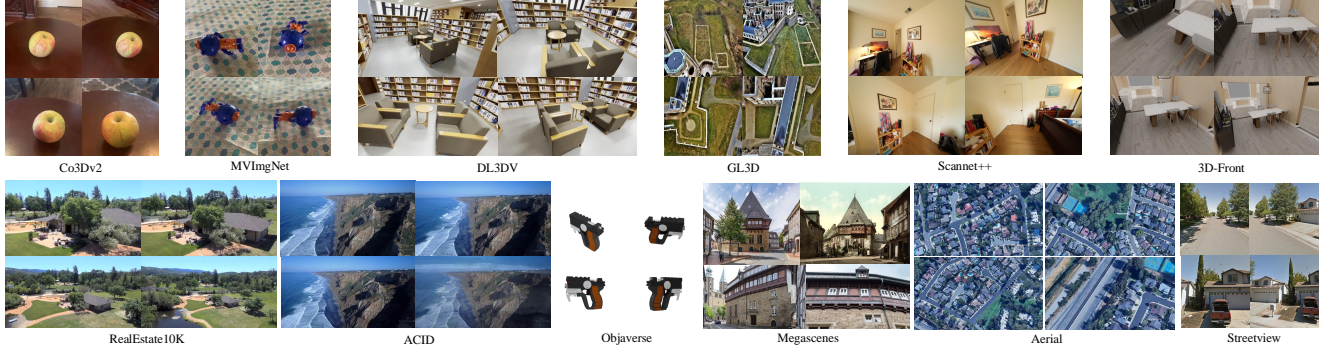 Co3Dv2
MVImgNet
DL3DV
GL3D
Scannet++
3D-Front
RealEstate10K
ACID
Objaverse
Megascenes
Aerial
Streetview